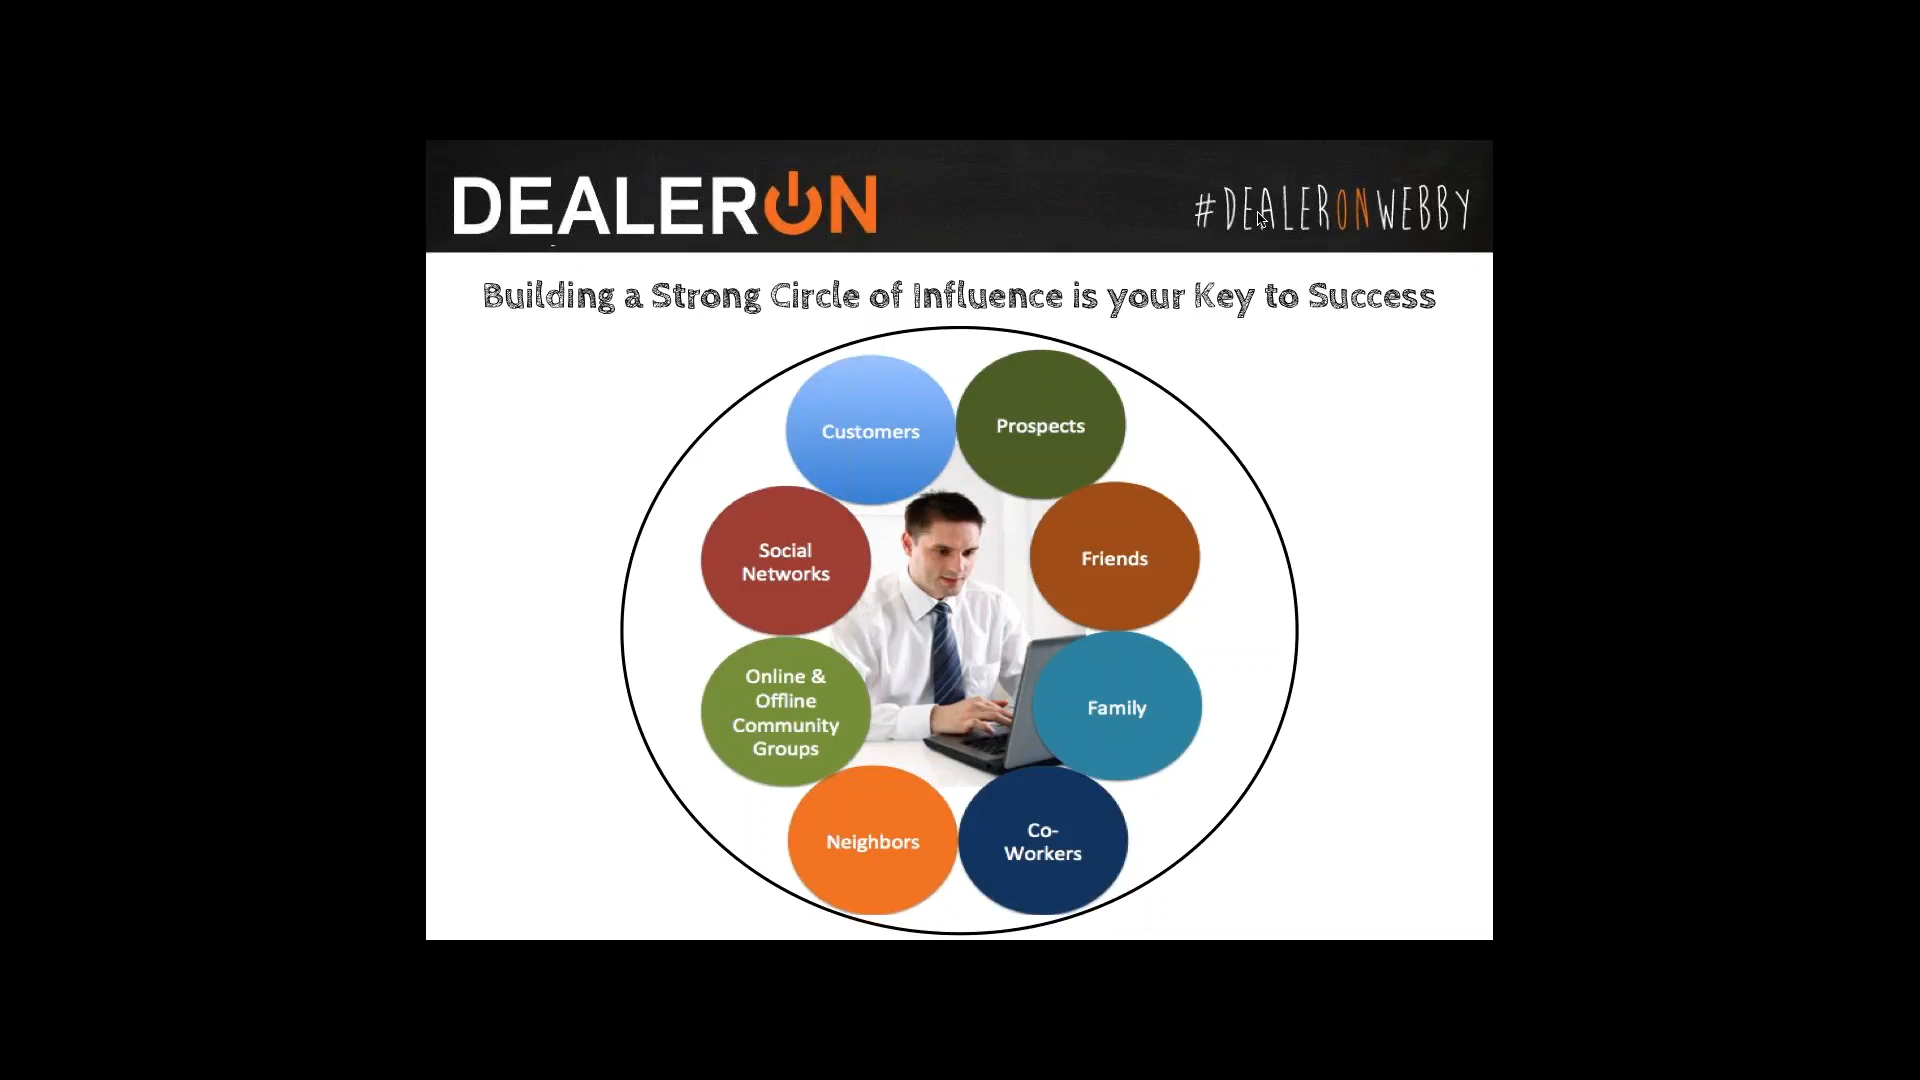 DEALERON
#DEALERONWEBBY
Building a Strong Circle of Influence is your Key to Success
Customers
Prospects
Social
Networks
Friends
Online &
Offline
Community
Groups
Family
Neighbors
Co-
Workers